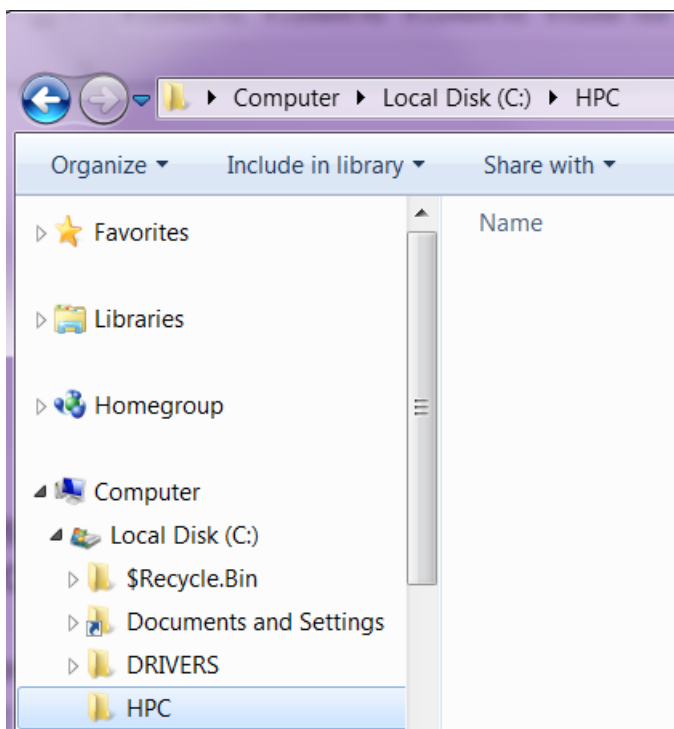 Computer Local Disk (C:) HPC
Organize Include in library Share with
Name
Favorites
Libraries
Homegroup
Computer
Local Disk (C:)
$Recycle.Bin
Documents and Settings
DRIVERS
HPC